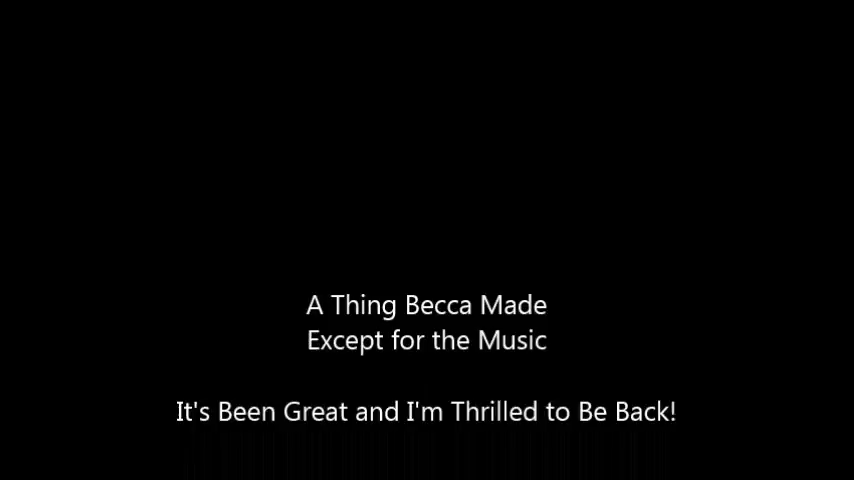 A Thing Becca Made
Except for the Music
It's Been Great and I'm Thrilled to Be Back!